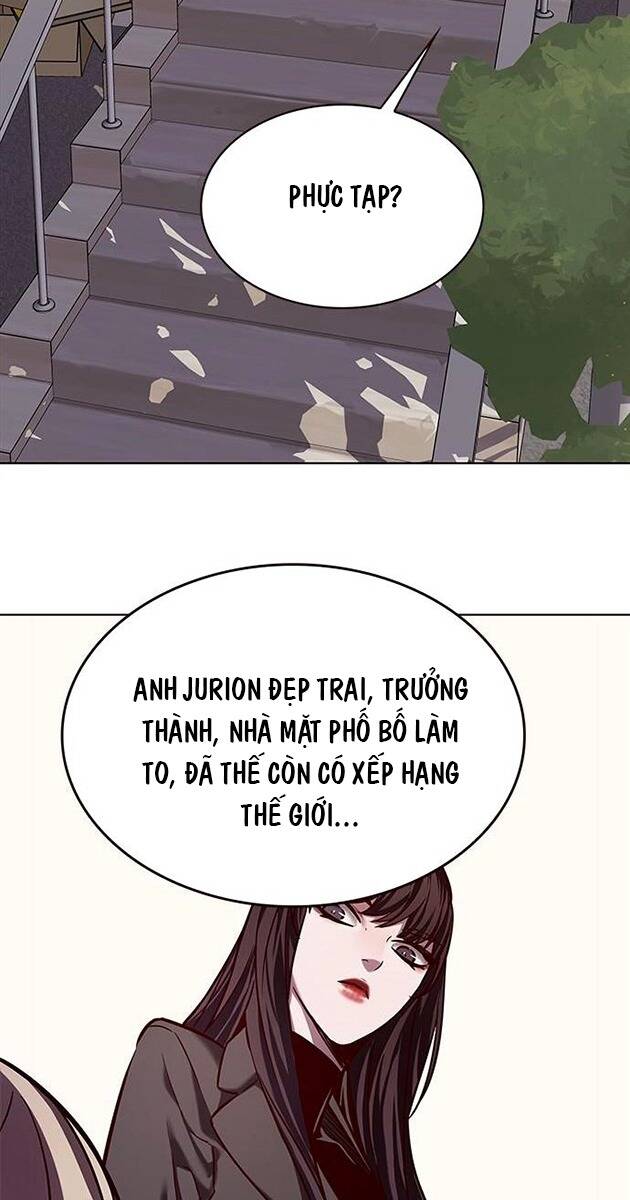 PHỰC TẠP?
ANH JURION ĐẸP TRAI, TRƯỞNG
THÀNH, NHÀ MẶT PHỐ BỐ LÀM
TO, ĐÃ THẾ CÒN CÓ XẾP HẠNG
THẾ GIỚI...